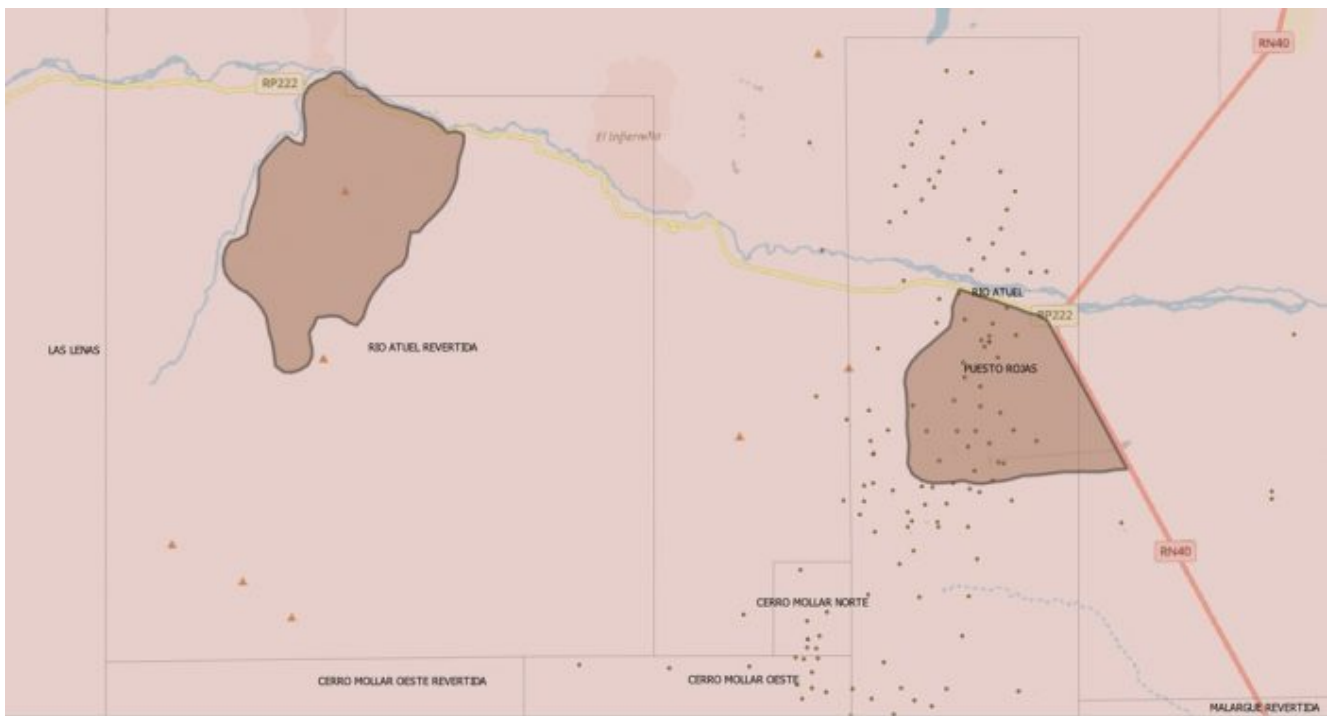 RN40
RP222
El Infiernillo
RIO ATUEL
RP222
RIO ATUEL REVERTIDA
LAS LENAS
PUESTO ROJAS
RN40
CERRO MOLLAR NORTE
CERRO MOLLAR OESTE REVERTIDA
CERRO MOLLAR OESTE
MALARGUE REVERTIDA